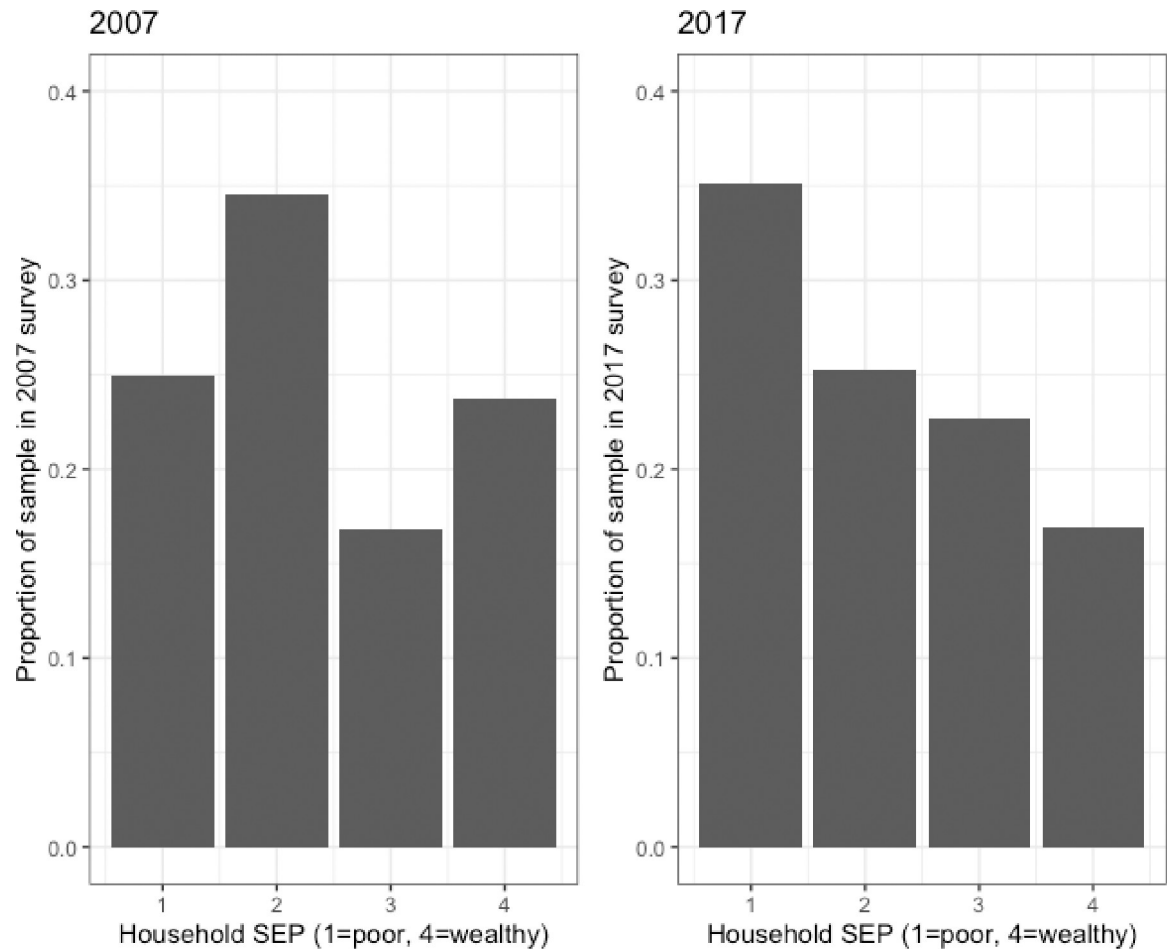 2007
Proportion of sample in 2007 survey
0.4
0.3
0.2
0.1
0.0
1 2 3 4
Household SEP (1=poor, 4=wealthy)
2017
Proportion of sample in 2017 survey
0.4
0.3
0.2
0.1
0.0
1 2 3 4
Household SEP (1=poor, 4=wealthy)